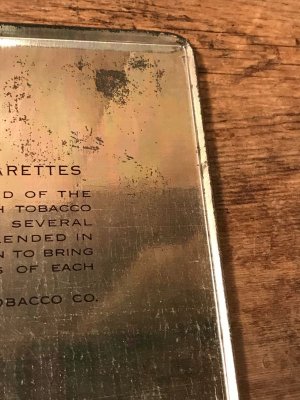 ARETTES
D OF THE
H TOBACCO
SEVERAL
LENDED IN
N TO BRING
S OF EACH
OBACCO CO.